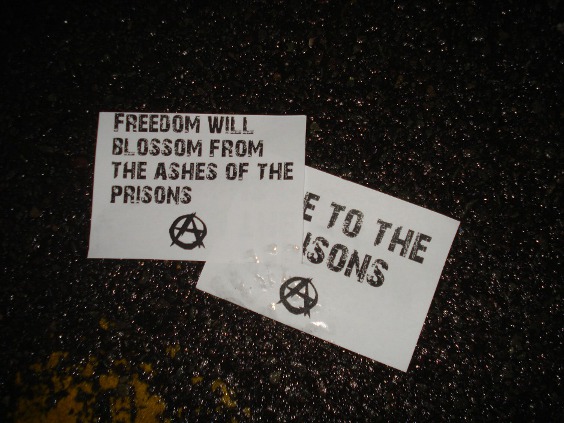 FREEDOM WILL
BLOSSOM FROM
THE ASHES OF THE
PRISONS
E TO THE
ISONS